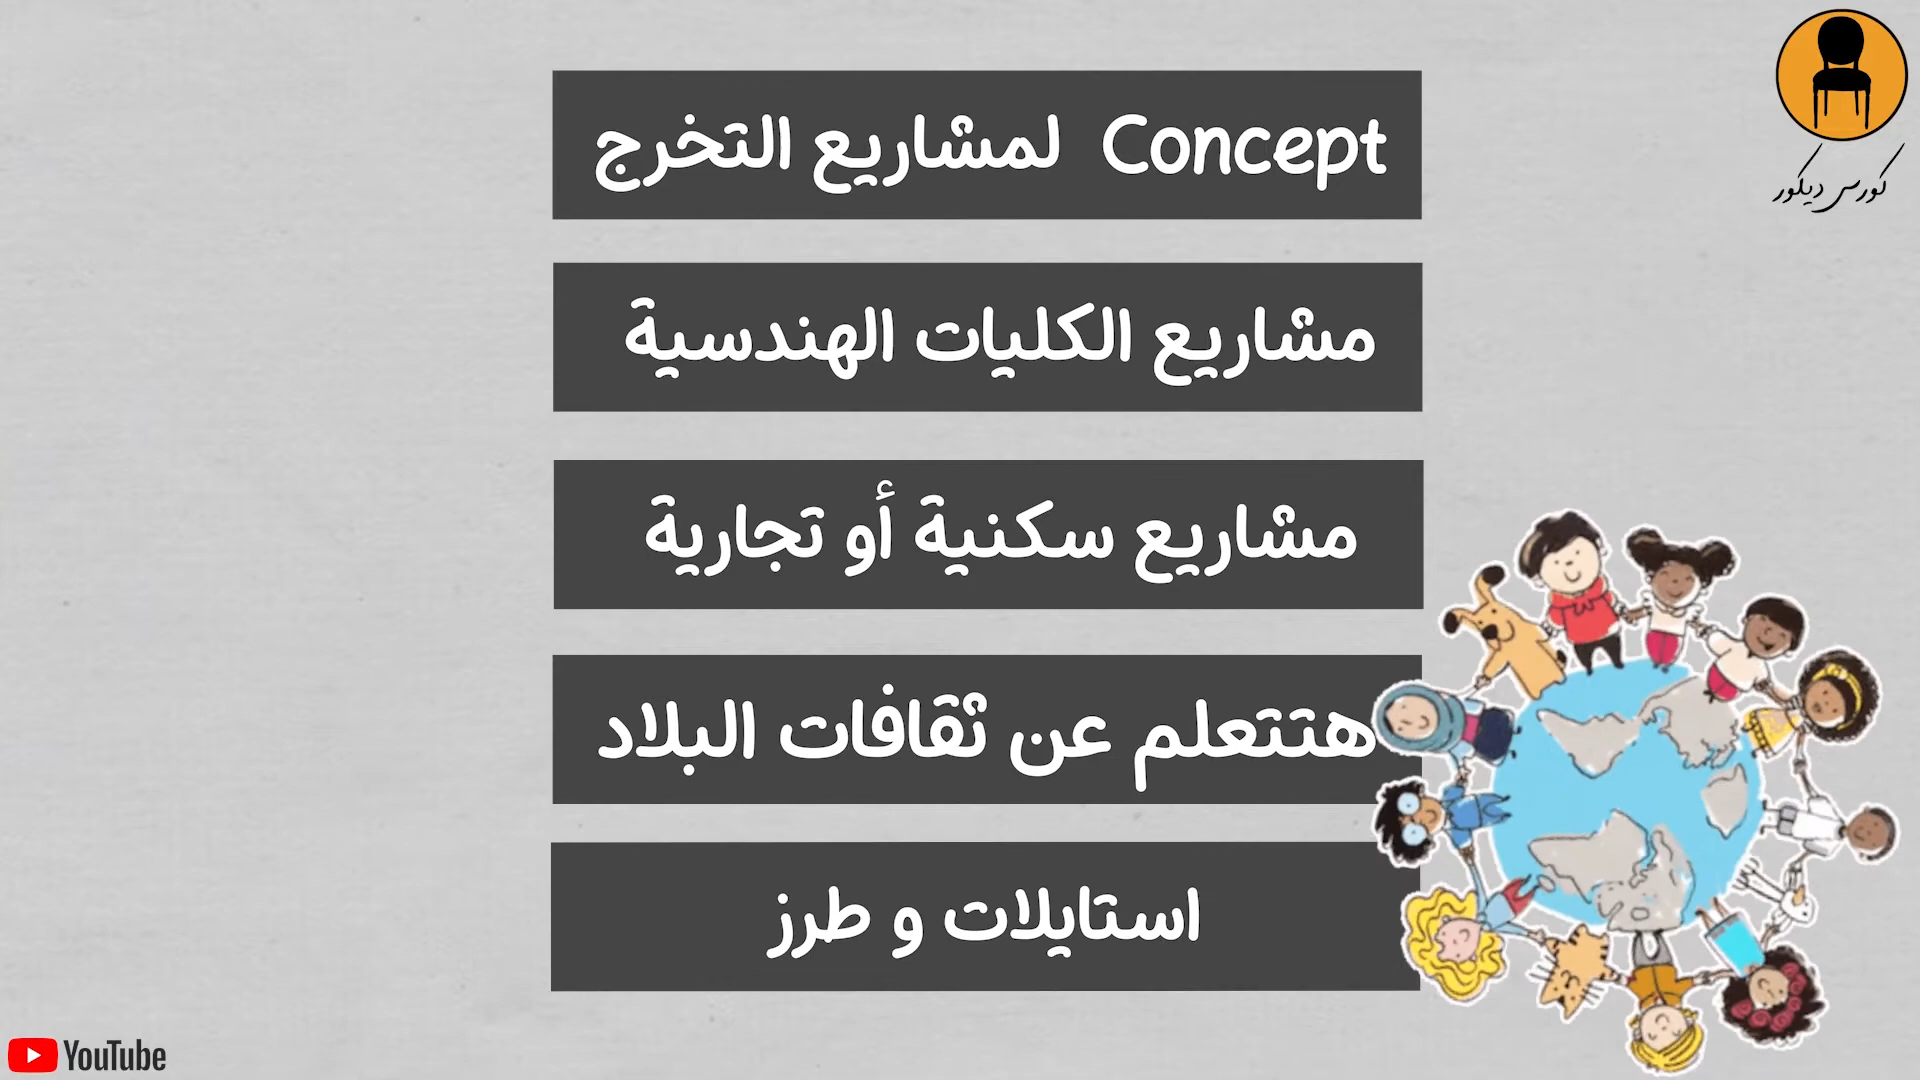 Concept لمشاريع التخرج
مشاريع الكليات الهندسية
مشاريع سكنية أو تجارية
هتتعلم عن ثقافات البلاد
استايلات و طرز
كورس ديكور
YouTube